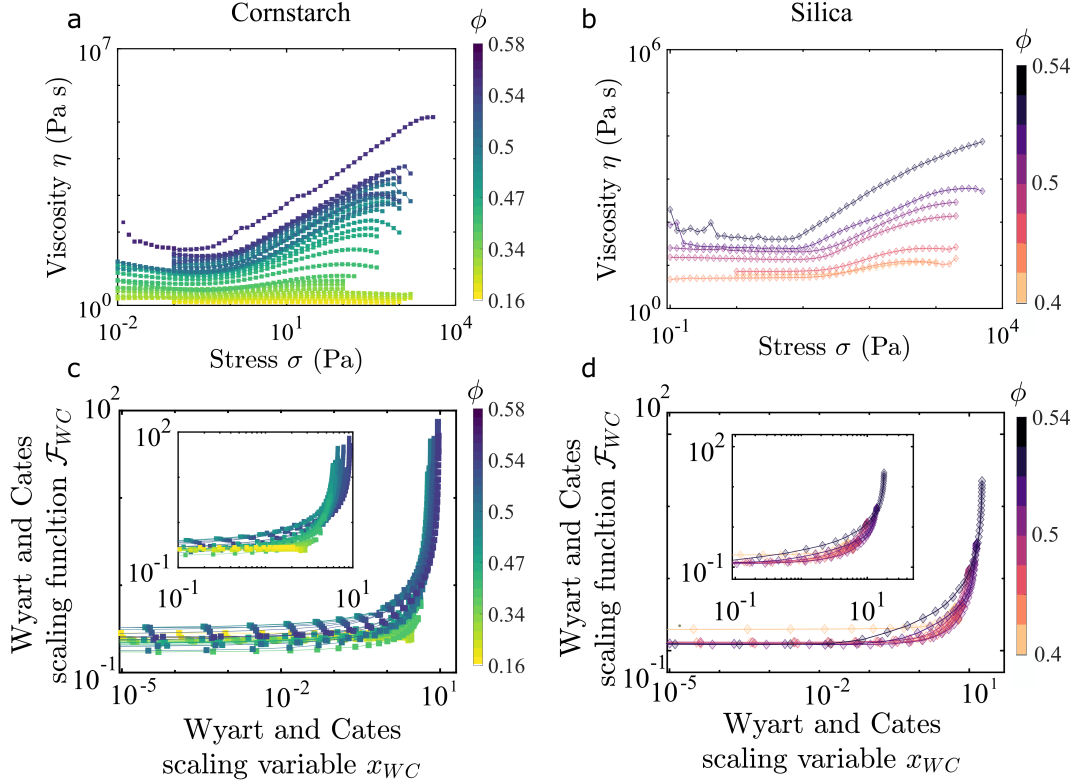 a
Cornstarch
Viscosity η (Pa s)
10^7
10^0
10^-2
10^1
10^4
Stress σ (Pa)
ϕ
0.58
0.54
0.5
0.47
0.34
0.16
b
Silica
Viscosity η (Pa s)
10^6
10^0
10^-1
10^4
Stress σ (Pa)
ϕ
0.54
0.5
0.4
c
Wyart and Cates
scaling funcltion F_WC
10^2
10^-1
10^-5
10^-2
10^1
10^2
10^-1
10^-1
10^1
Wyart and Cates
scaling variable x_WC
ϕ
0.58
0.54
0.5
0.47
0.34
0.16
d
Wyart and Cates
scaling function F_WC
10^2
10^-1
10^-5
10^-2
10^1
10^2
10^-1
10^-1
10^1
Wyart and Cates
scaling variable x_WC
ϕ
0.54
0.5
0.4